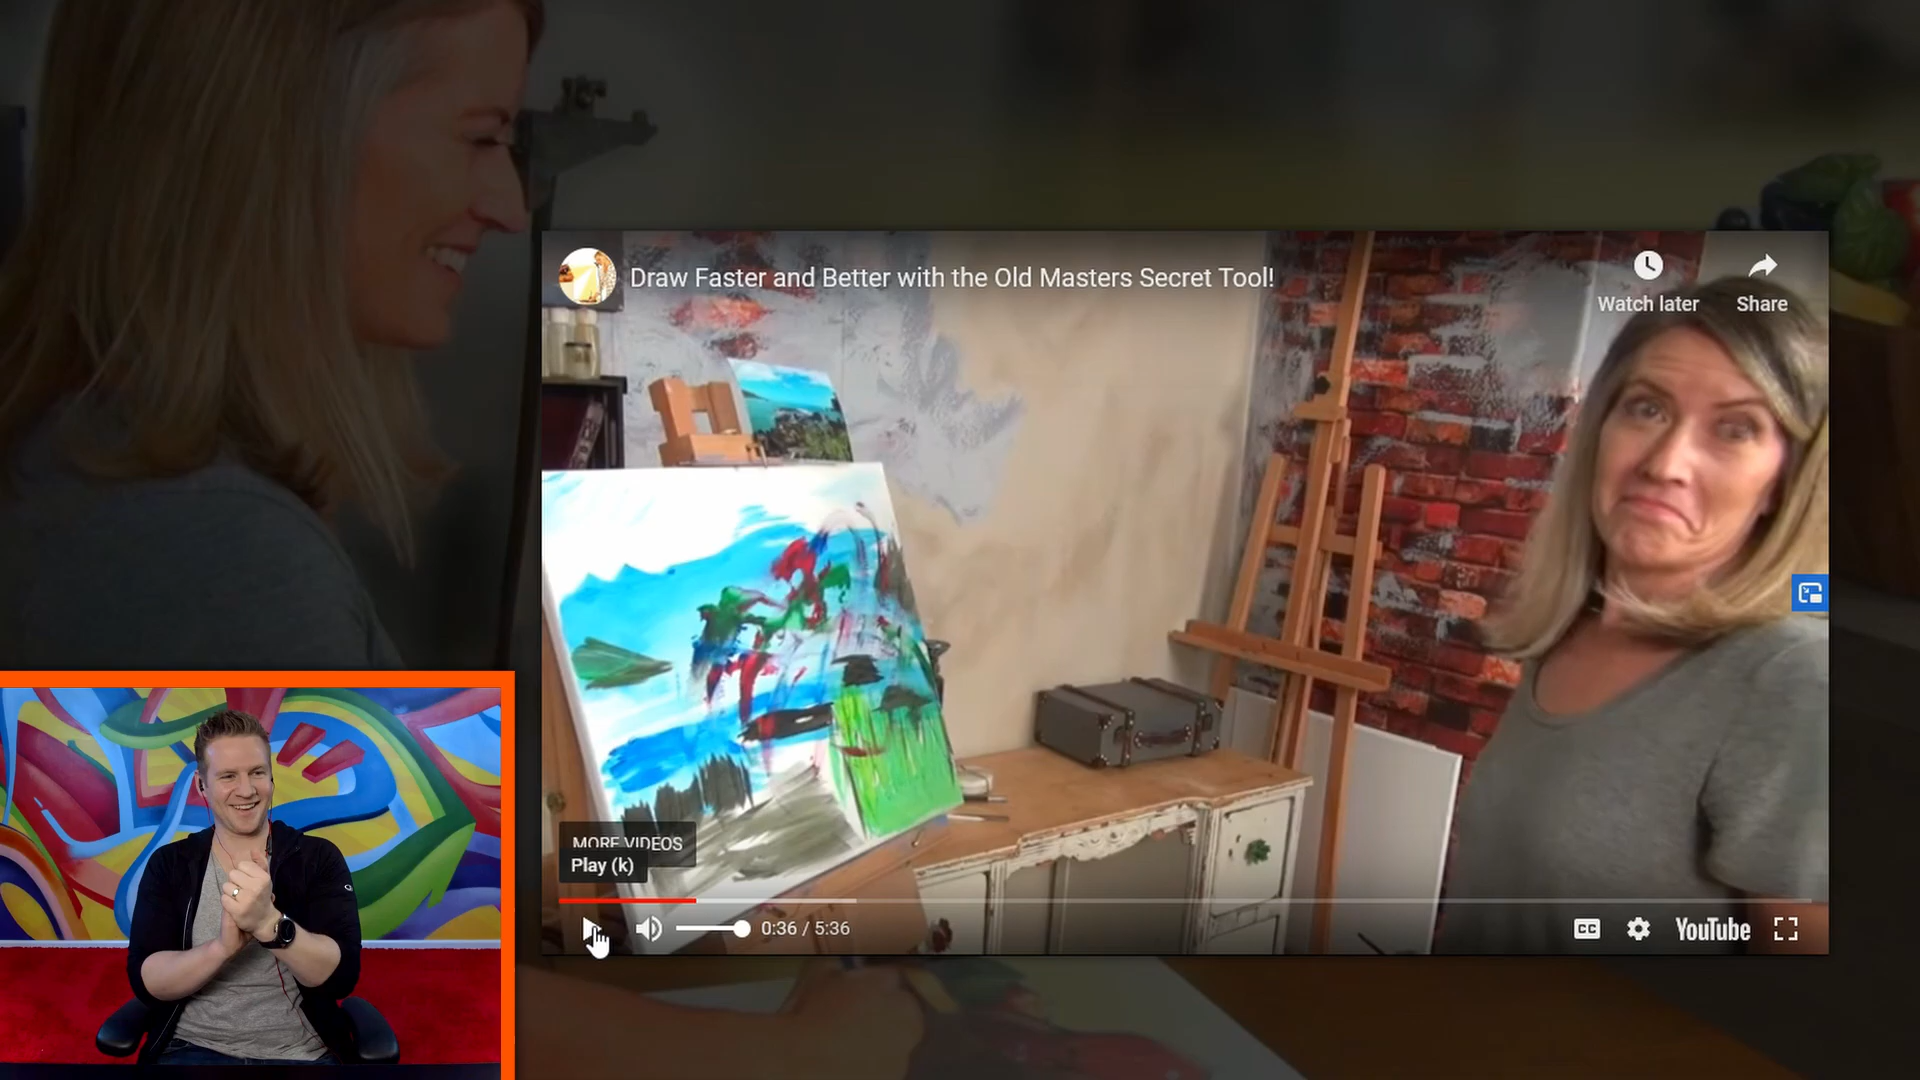 Draw Faster and Better with the Old Masters Secret Tool!
Watch later
Share
MORE VIDEOS
Play (k)
0:36 / 5:36
CC
YouTube